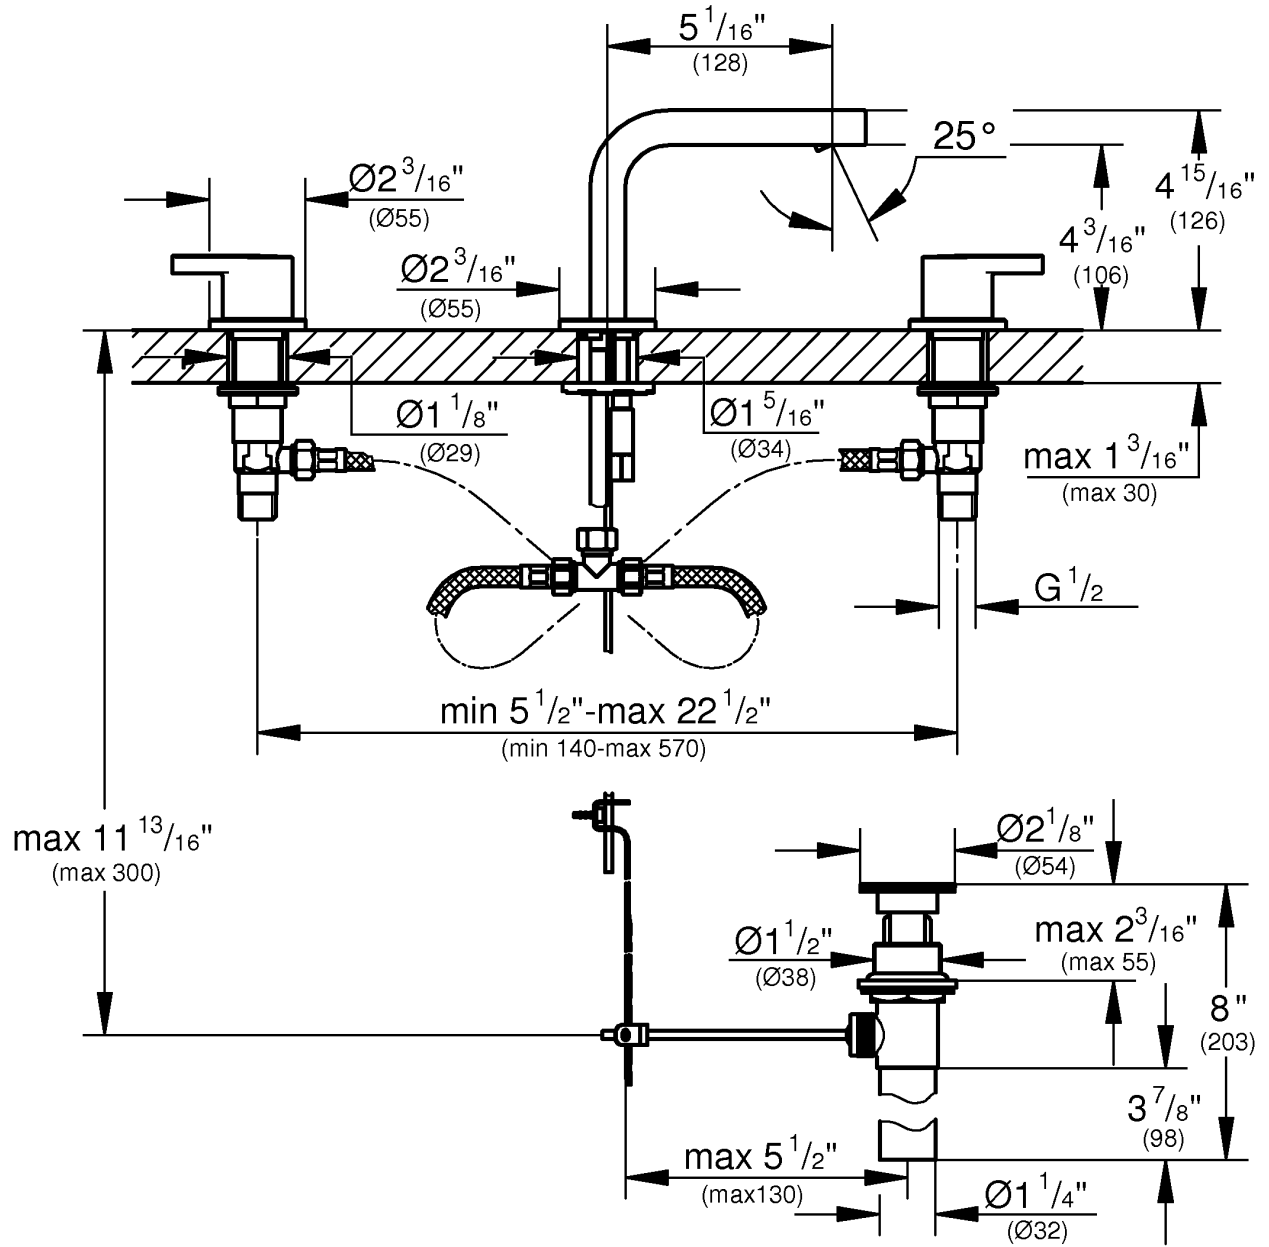 5 1/16"
(128)
25°
Ø2 3/16"
(Ø55)
4 15/16"
(126)
4 3/16"
(106)
Ø2 3/16"
(Ø55)
Ø1 1/8"
(Ø29)
Ø1 5/16"
(Ø34)
max 1 3/16"
(max 30)
G 1/2
min 5 1/2"-max 22 1/2"
(min 140-max 570)
max 11 13/16"
(max 300)
Ø2 1/8"
(Ø54)
Ø1 1/2"
(Ø38)
max 2 3/16"
(max 55)
8"
(203)
3 7/8"
(98)
max 5 1/2"
(max130)
Ø1 1/4"
(Ø32)